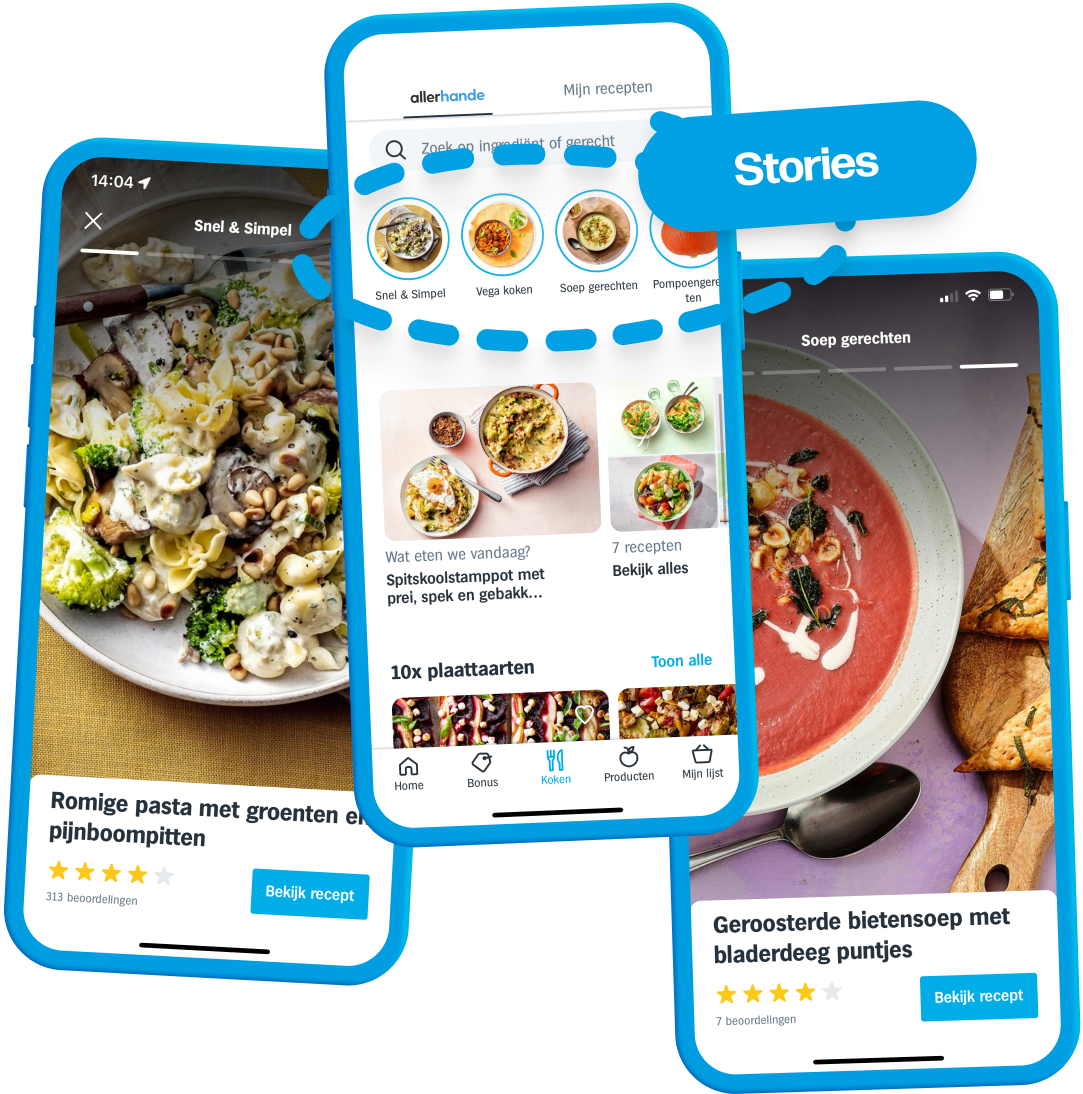 allerhande
Mijn recepten
Zoek op ingrediënt of gerecht
Stories
Snel & Simpel
Vega koken
Soep gerechten
Pompoengere
ten
Wat eten we vandaag?
Spitskoolstamppot met
prei, spek en gebakk...
7 recepten
Bekijk alles
10x plaattaarten
Toon alle
Home
Bonus
Koken
Producten
Mijn lijst
14:04
Snel & Simpel
Romige pasta met groenten en
pijnboompitten
313 beoordelingen
Bekijk recept
Soep gerechten
Geroosterde bietensoep met
bladerdeeg puntjes
7 beoordelingen
Bekijk recept